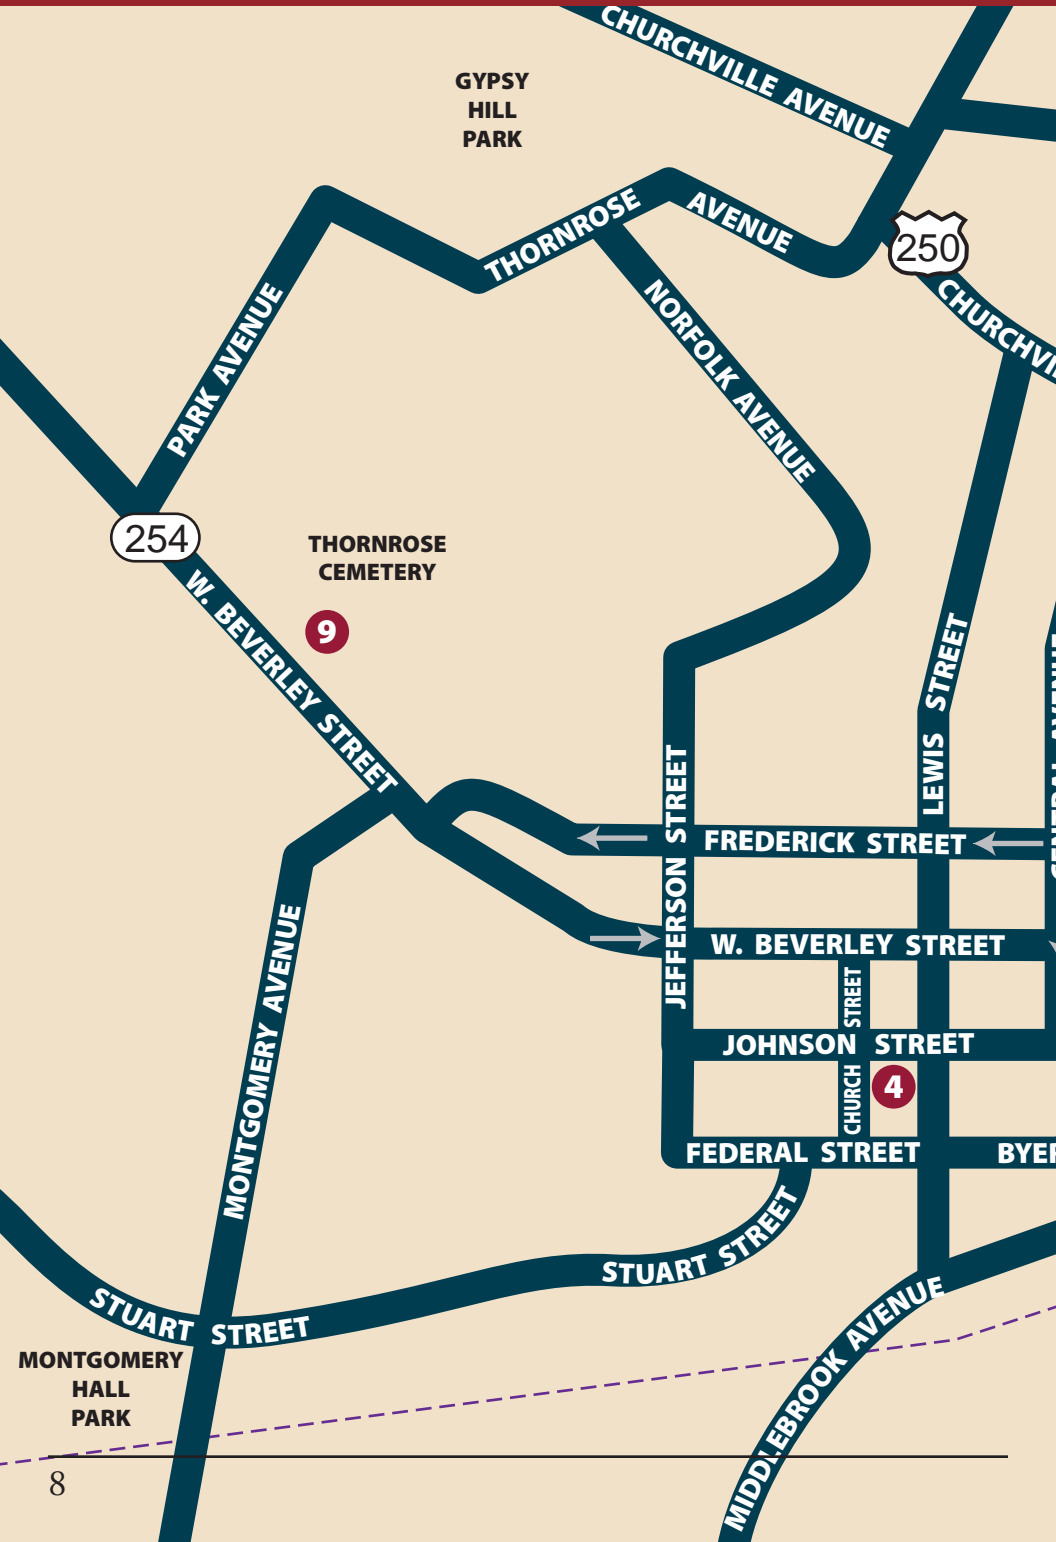 CHURCHVILLE AVENUE
GYPSY
HILL
PARK
THORNROSE AVENUE
250
CHURCHVI
NORFOLK AVENUE
PARK AVENUE
254
THORNROSE
CEMETERY
9
W. BEVERLEY STREET
LEWIS STREET
JEFFERSON STREET
FREDERICK STREET
W. BEVERLEY STREET
CHURCH STREET
JOHNSON STREET
4
FEDERAL STREET
BYER
MONTGOMERY AVENUE
STUART STREET
STUART STREET
MIDDLEBROOK AVENUE
MONTGOMERY
HALL
PARK
8